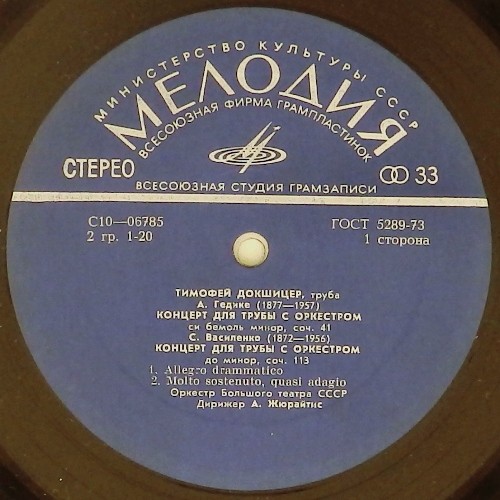 МИНИСТЕРСТВО КУЛЬТУРЫ СССР
МЕЛОДИЯ
ВСЕСОЮЗНАЯ ФИРМА ГРАМПЛАСТИНОК
СТЕРЕО
33
ВСЕСОЮЗНАЯ СТУДИЯ ГРАМЗАПИСИ
С10—06785
ГОСТ 5289-73
2 гр. 1-20
1 сторона
ТИМОФЕЙ ДОКШИЦЕР, труба
А. Гедике (1877—1957)
КОНЦЕРТ ДЛЯ ТРУБЫ С ОРКЕСТРОМ
си бемоль минор, соч. 41
С. Василенко (1872—1956)
КОНЦЕРТ ДЛЯ ТРУБЫ С ОРКЕСТРОМ
до минор, соч. 113
1. Allegro drammatico
2. Molto sostenuto, quasi adagio
Оркестр Большого театра СССР
Дирижер А. Жюрайтис